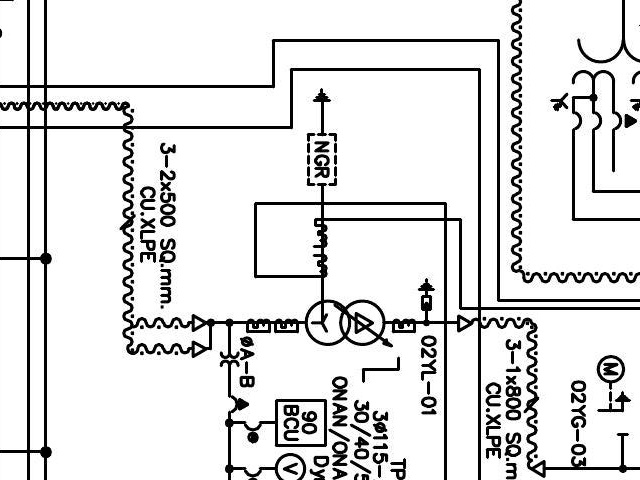 NGR
3-2x500 SQ.mm.
CU.XLPE
02YL-01
øA-B
90
BCU
V
3ø115-
30/40/
ONAN/ONA
TP
Dy
3-1x800 SQ.m
CU.XLPE
02YG-03
M